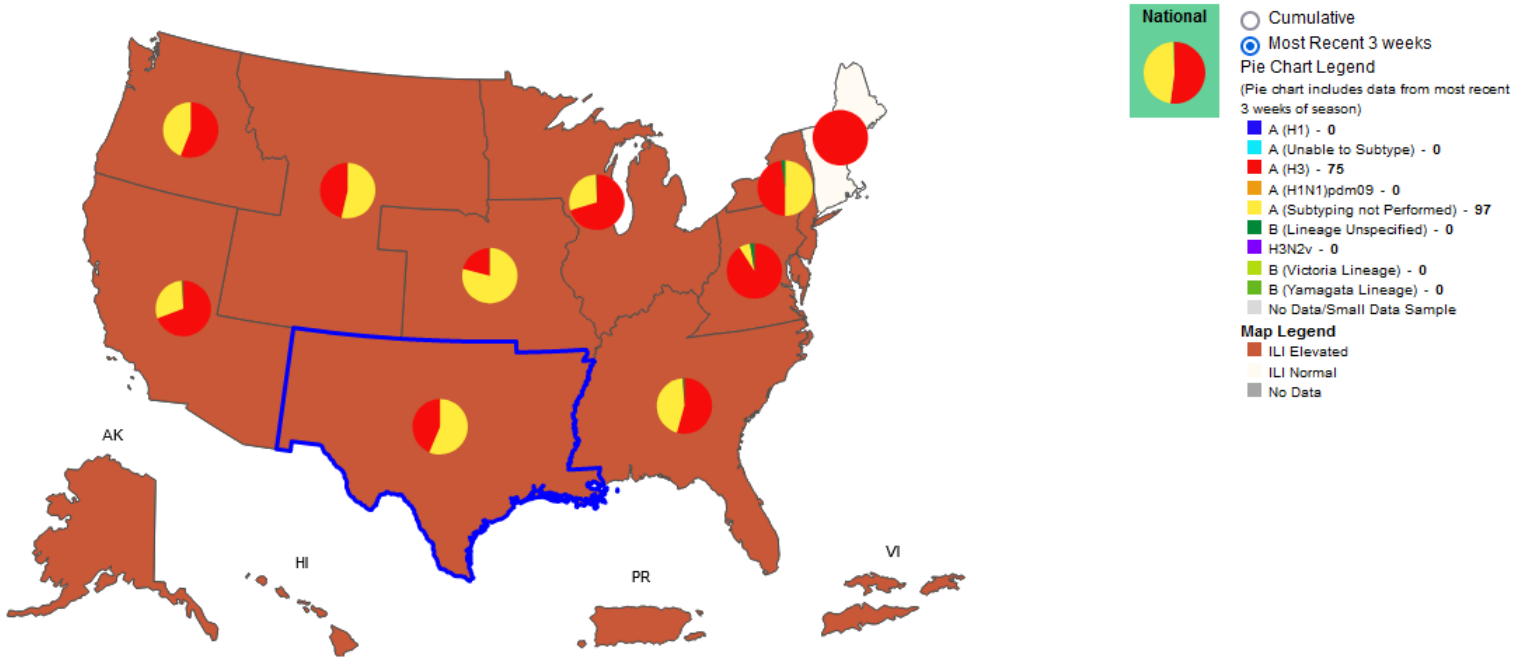 National
Cumulative
Most Recent 3 weeks
Pie Chart Legend
(Pie chart includes data from most recent
3 weeks of season)
A (H1) - 0
A (Unable to Subtype) - 0
A (H3) - 75
A (H1N1)pdm09 - 0
A (Subtyping not Performed) - 97
B (Lineage Unspecified) - 0
H3N2v - 0
B (Victoria Lineage) - 0
B (Yamagata Lineage) - 0
No Data/Small Data Sample
Map Legend
ILI Elevated
ILI Normal
No Data
AK
HI
PR
VI